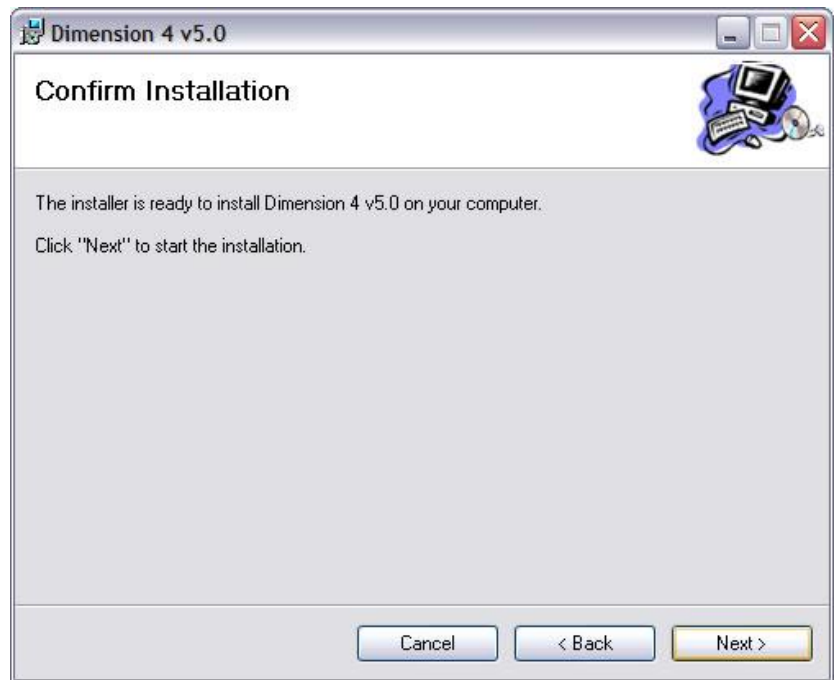 Dimension 4 v5.0
Confirm Installation
The installer is ready to install Dimension 4 v5.0 on your computer.
Click "Next" to start the installation.
Cancel
< Back
Next >